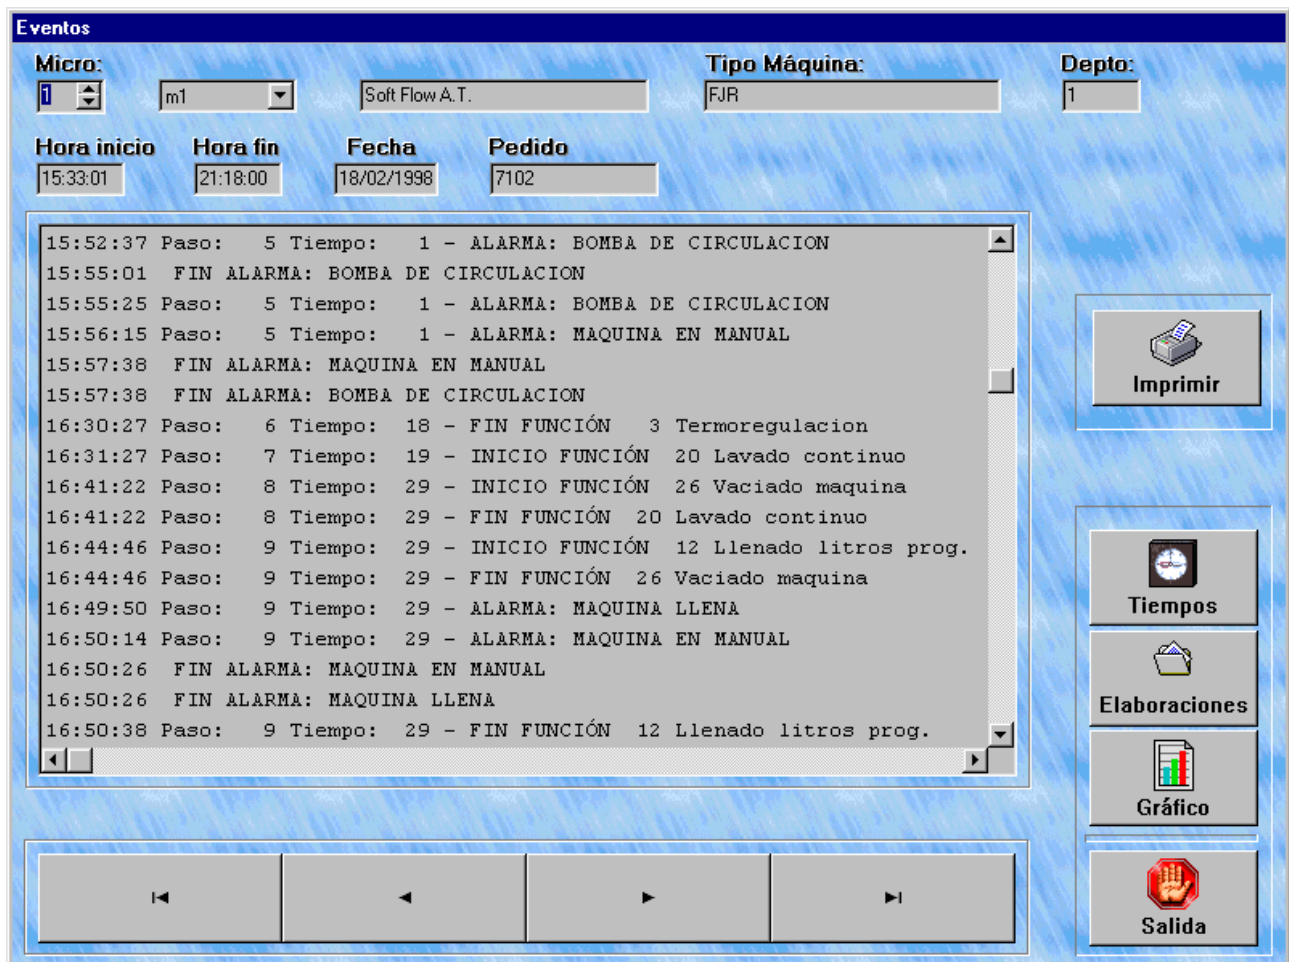 Eventos
Micro: Tipo Máquina: Depto:
1 m1 Soft Flow A.T. FJR 1
Hora inicio Hora fin Fecha Pedido
15:33:01 21:18:00 18/02/1998 7102
15:52:37 Paso: 5 Tiempo: 1 - ALARMA: BOMBA DE CIRCULACION
15:55:01 FIN ALARMA: BOMBA DE CIRCULACION
15:55:25 Paso: 5 Tiempo: 1 - ALARMA: BOMBA DE CIRCULACION
15:56:15 Paso: 5 Tiempo: 1 - ALARMA: MAQUINA EN MANUAL
15:57:38 FIN ALARMA: MAQUINA EN MANUAL
15:57:38 FIN ALARMA: BOMBA DE CIRCULACION
16:30:27 Paso: 6 Tiempo: 18 - FIN FUNCIÓN 3 Termoregulacion
16:31:27 Paso: 7 Tiempo: 19 - INICIO FUNCIÓN 20 Lavado continuo
16:41:22 Paso: 8 Tiempo: 29 - INICIO FUNCIÓN 26 Vaciado maquina
16:41:22 Paso: 8 Tiempo: 29 - FIN FUNCIÓN 20 Lavado continuo
16:44:46 Paso: 9 Tiempo: 29 - INICIO FUNCIÓN 12 Llenado litros prog.
16:44:46 Paso: 9 Tiempo: 29 - FIN FUNCIÓN 26 Vaciado maquina
16:49:50 Paso: 9 Tiempo: 29 - ALARMA: MAQUINA LLENA
16:50:14 Paso: 9 Tiempo: 29 - ALARMA: MAQUINA EN MANUAL
16:50:26 FIN ALARMA: MAQUINA EN MANUAL
16:50:26 FIN ALARMA: MAQUINA LLENA
16:50:38 Paso: 9 Tiempo: 29 - FIN FUNCIÓN 12 Llenado litros prog.
Imprimir
Tiempos
Elaboraciones
Gráfico
Salida